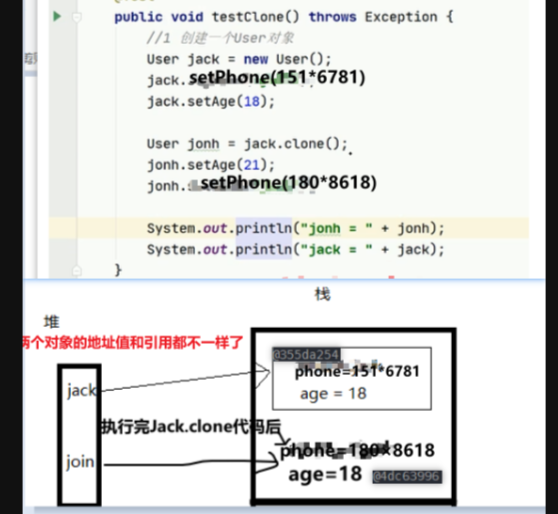 public void testClone() throws Exception {
//1 创建一个User对象
User jack = new User();
jack.setPhone(151*6781)
jack.setAge(18);
User jonh = jack.clone();
jonh.setAge(21);
jonh.setPhone(180*8618)
System.out.println("jonh = " + jonh);
System.out.println("jack = " + jack);
}
栈
堆
两个对象的地址值和引用都不一样了
@355da254
phone=151*6781
jack
age = 18
执行完Jack.clone代码后
phone=180*8618
join
age=18 @4dc63996